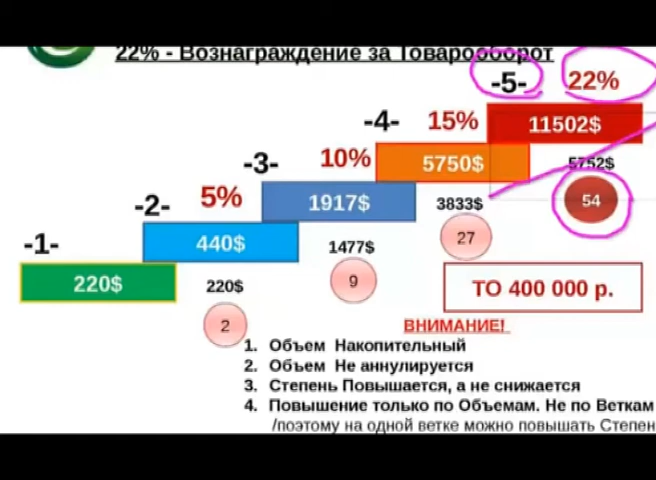 22% - Вознаграждение за Товарооборот
-5- 22%
-4- 15% 11502$
-3- 10% 5750$ 5752$
-2- 5% 1917$ 3833$ 54
-1- 440$ 1477$ 27
220$ 220$ 9 ТО 400 000 р.
2 ВНИМАНИЕ!
1. Объем Накопительный
2. Объем Не аннулируется
3. Степень Повышается, а не снижается
4. Повышение только по Объемам. Не по Веткам
/поэтому на одной ветке можно повышать Степен